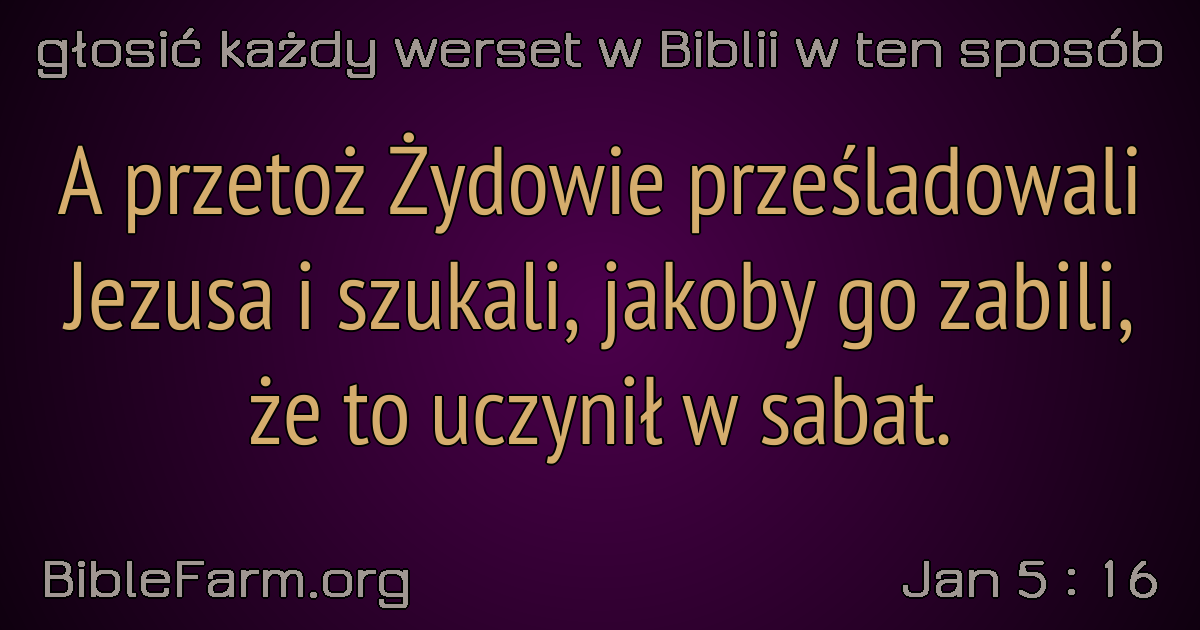 głosić każdy werset w Biblii w ten sposób
A przetoż Żydowie prześladowali
Jezusa i szukali, jakoby go zabili,
że to uczynił w sabat.
BibleFarm.org
Jan 5 : 16